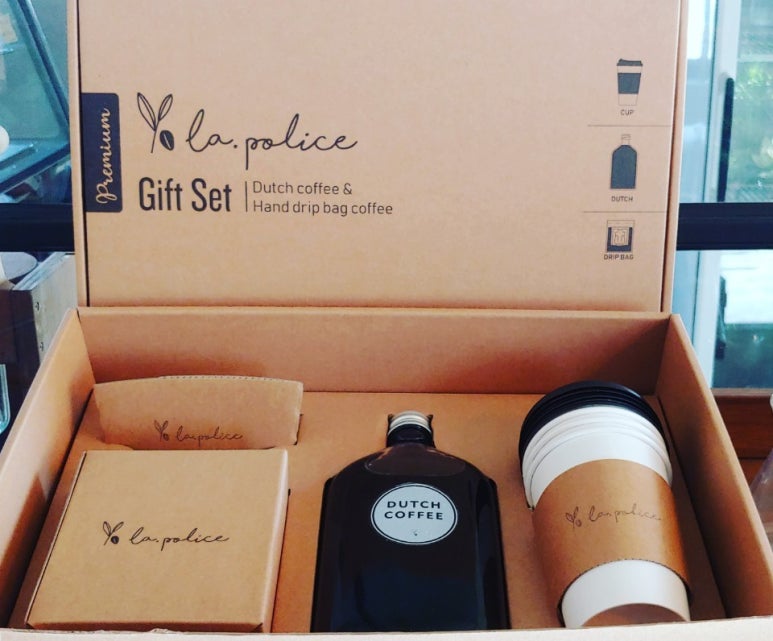 Premium
la.police
Gift Set
Dutch coffee &
Hand drip bag coffee
CUP
DUTCH
DRIP BAG
la.police
la.police
DUTCH
COFFEE
la.police